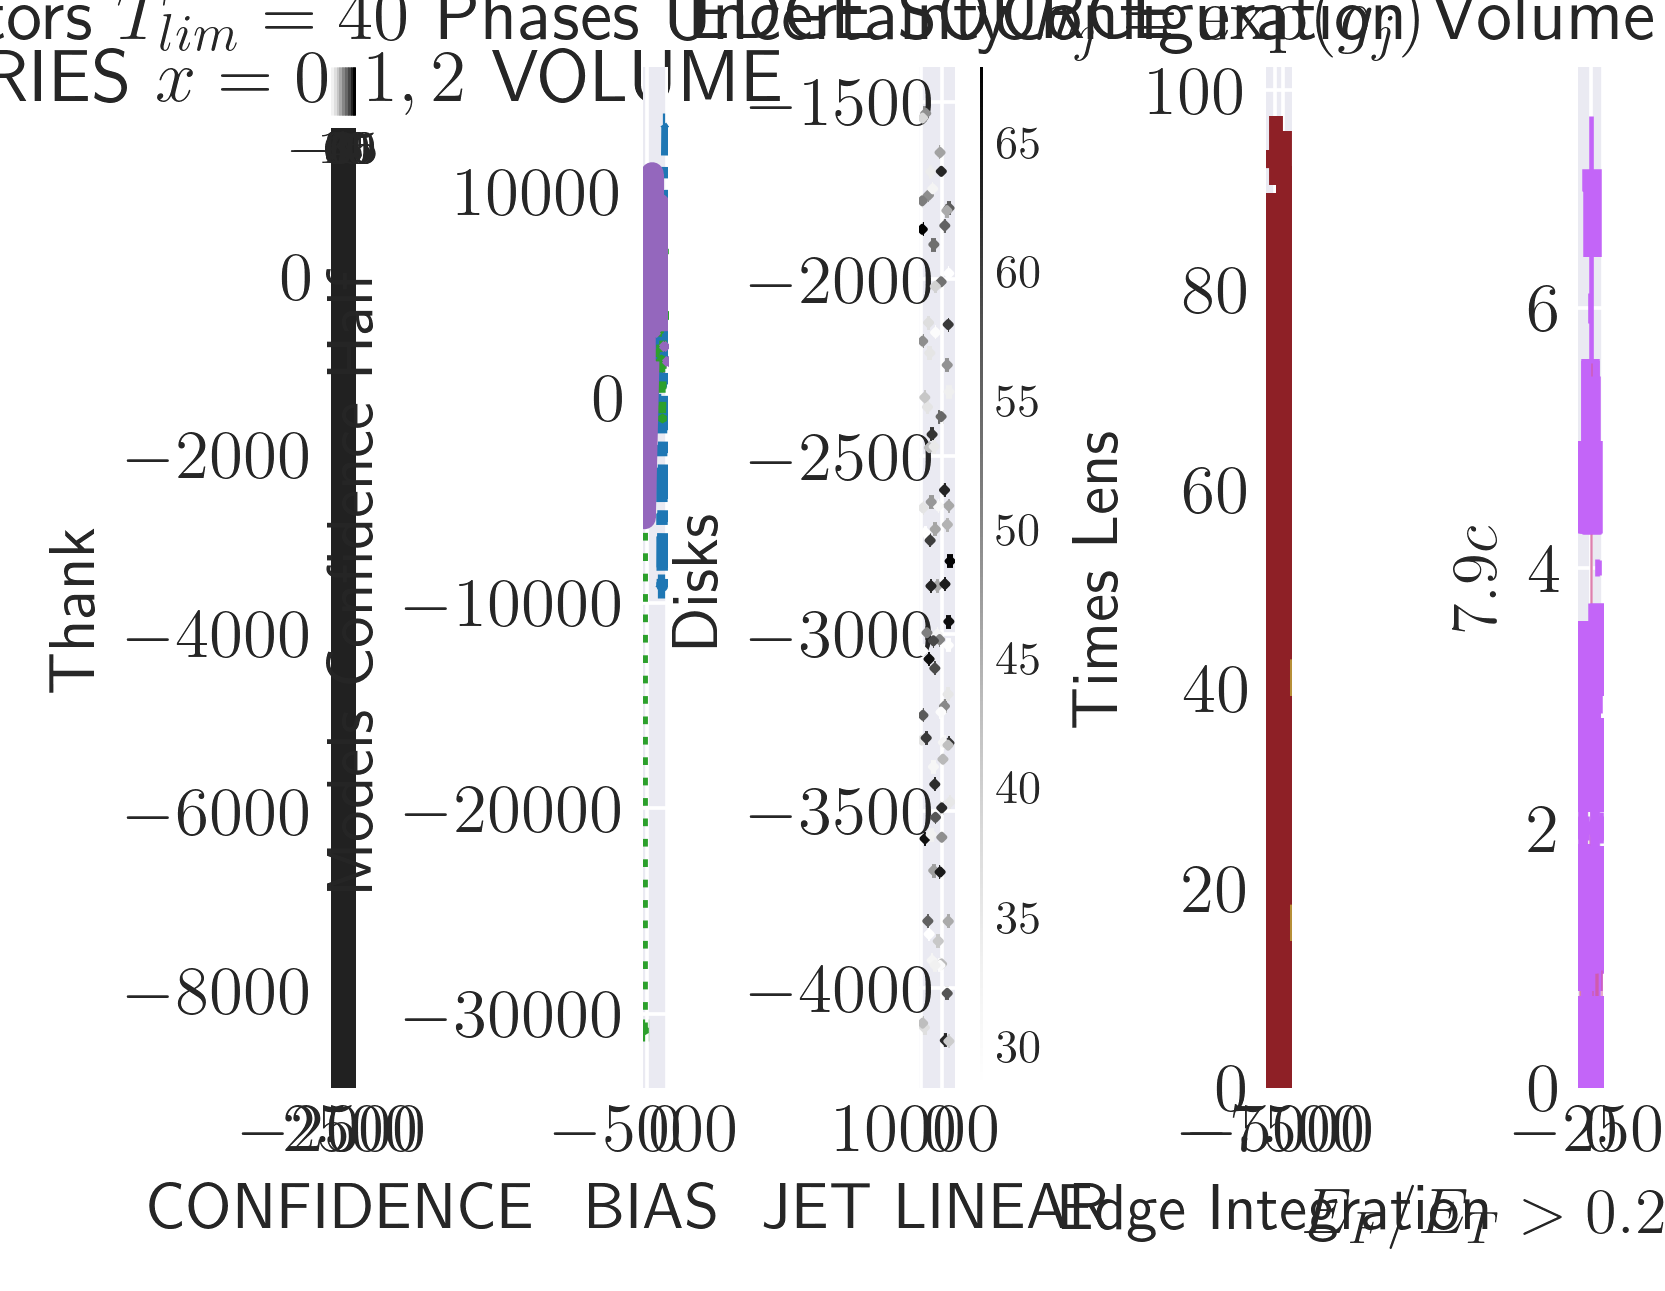 tors $T_{lim} = 40$ Phases
Configuration Volume
RIES $x = 0, 1, 2$ VOLUME
0
−2000
−4000
−6000
−8000
Thank
CONFIDENCE
10000
0
−10000
−20000
−30000
−5000
0
Models Confidence Half
BIAS
−1500
−2000
−2500
−3000
−3500
−4000
Disks
JET LINEAR
65
60
55
50
45
40
35
30
100
80
60
40
20
0
Times Lens
Edge Integration
6
4
2
0
7.9c
$E_F/E_T > 0.2$